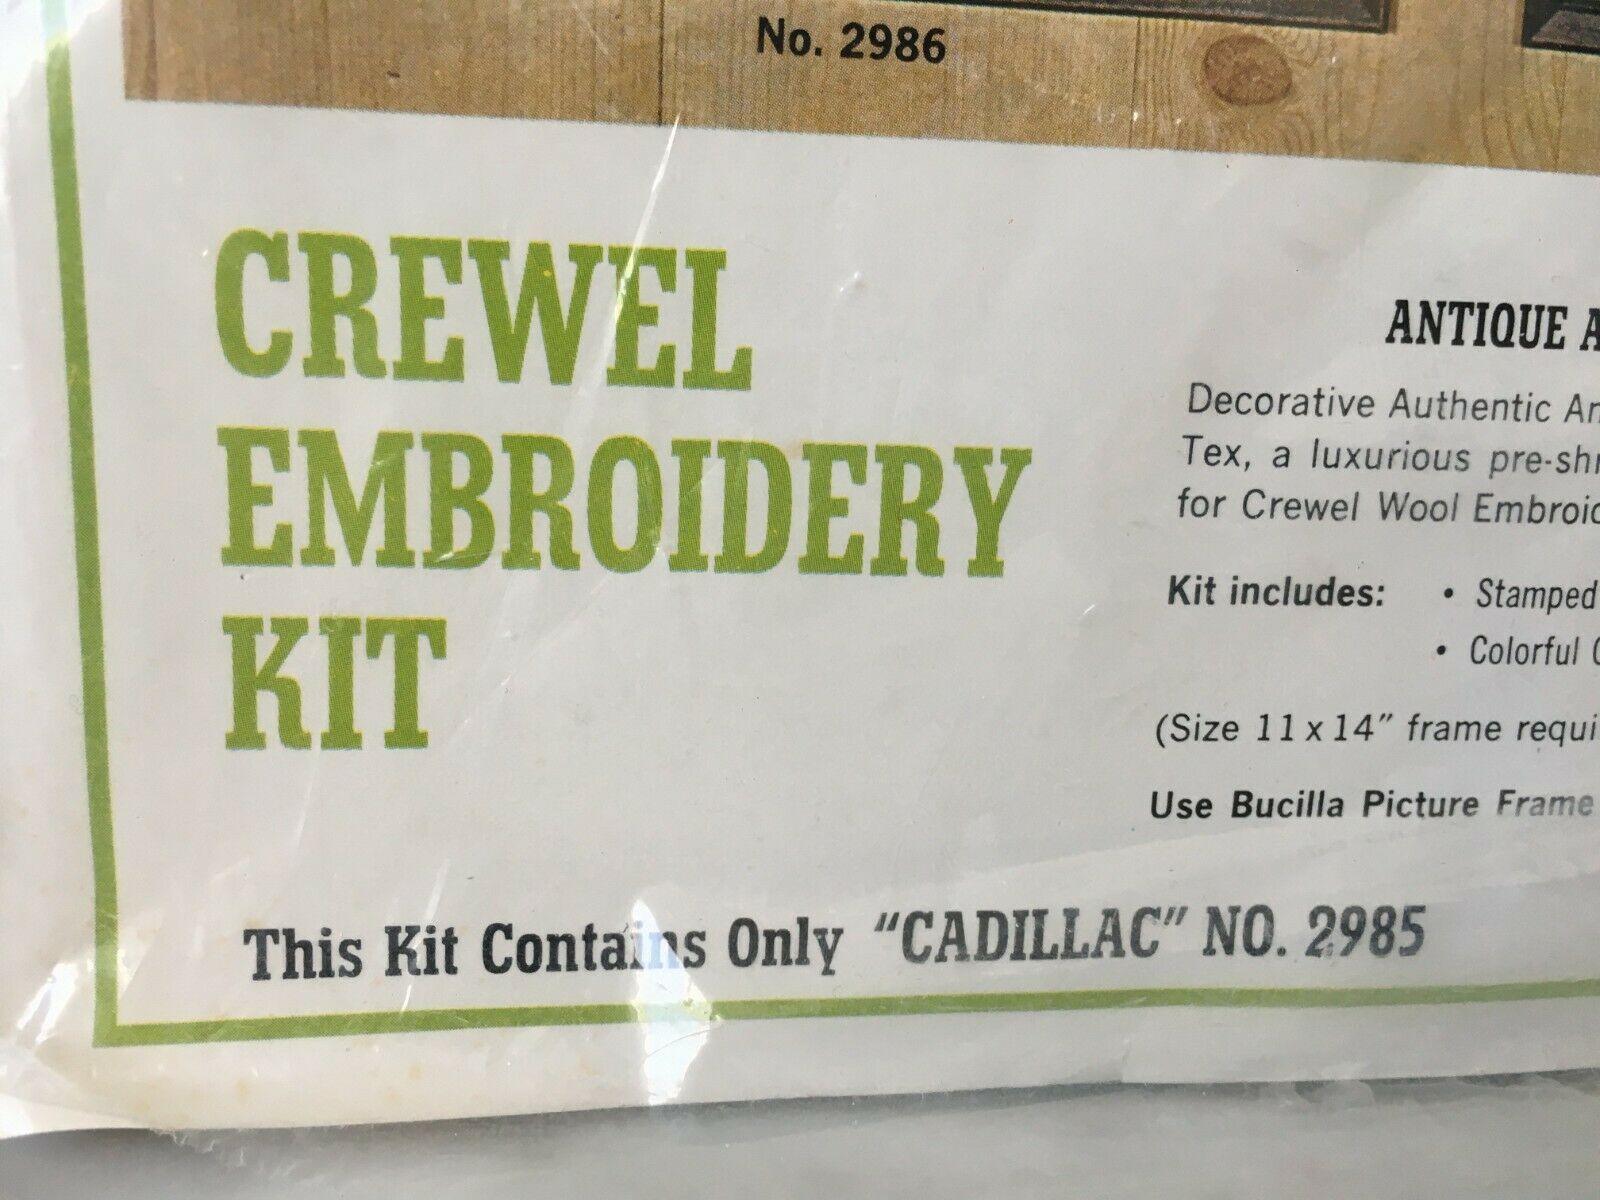 No. 2986
CREWEL
EMBROIDERY
KIT
ANTIQUE
Decorative Authentic
Tex, a luxurious
for Crewel Wool
Kit includes: • Stamped
• Colorful
(Size 11 x 14” frame
Use Bucilla Picture Frame
This Kit Contains Only “CADILLAC” NO. 2985